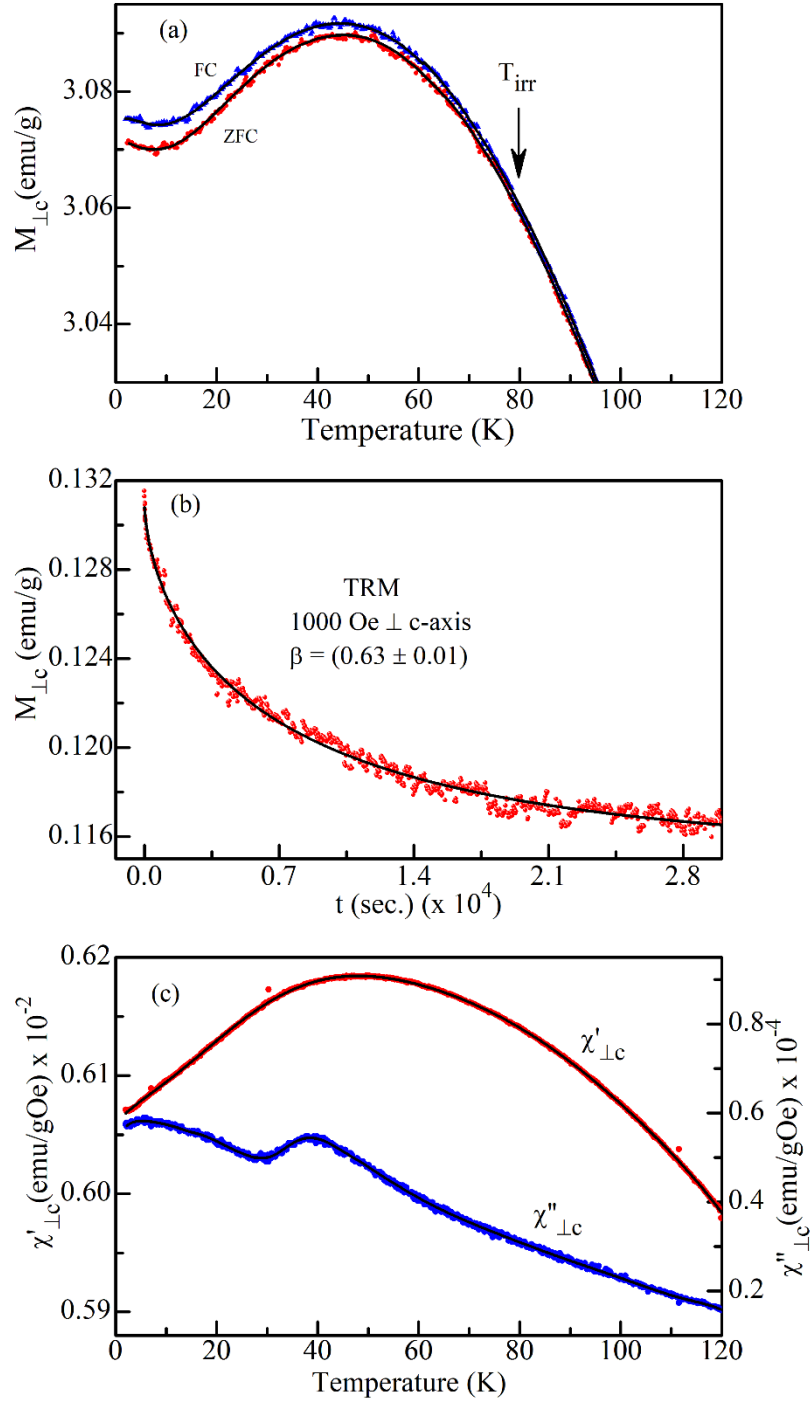 (a)
FC
ZFC
T_irr
3.08
3.06
3.04
M⊥c(emu/g)
0 20 40 60 80 100 120
Temperature (K)
(b)
TRM
1000 Oe ⊥ c-axis
β = (0.63 ± 0.01)
0.132
0.128
0.124
0.120
0.116
M⊥c (emu/g)
0.0 0.7 1.4 2.1 2.8
t (sec.) (x 10^4)
(c)
χ'⊥c
χ''⊥c
0.62
0.61
0.60
0.59
χ'⊥c(emu/gOe) x 10^-2
0.8
0.6
0.4
0.2
χ''⊥c(emu/gOe) x 10^-4
0 20 40 60 80 100 120
Temperature (K)